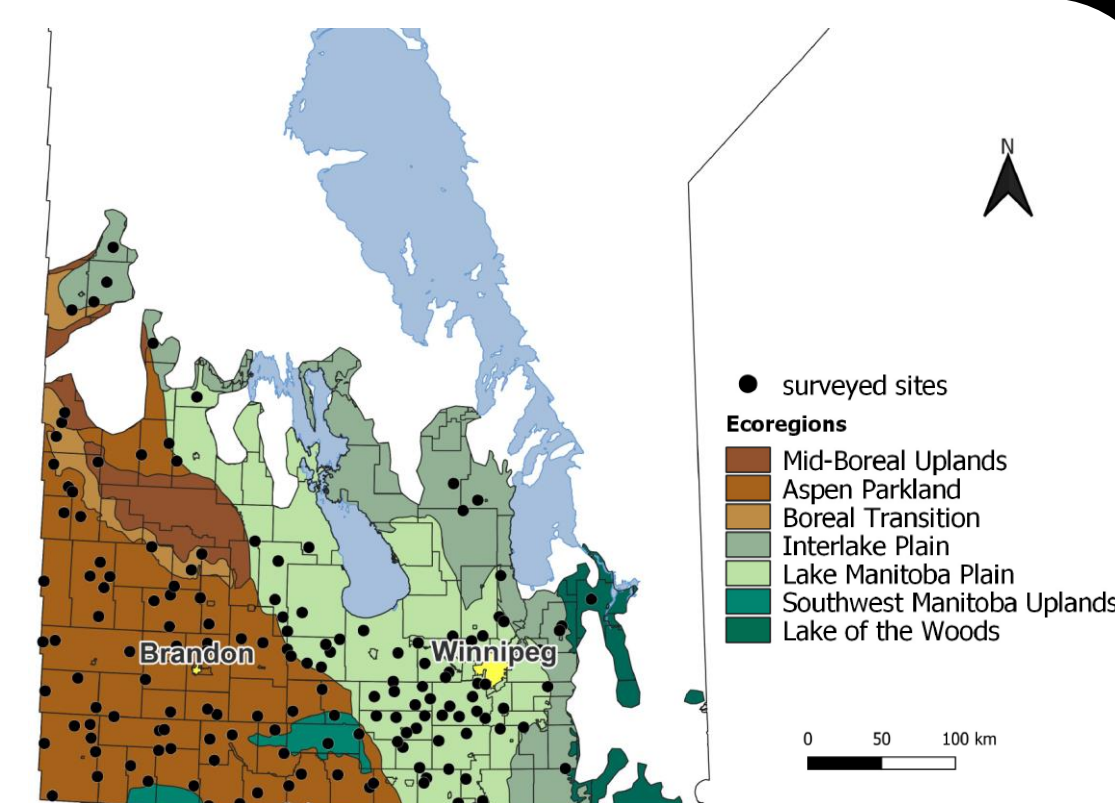 N
surveyed sites
Ecoregions
Mid-Boreal Uplands
Aspen Parkland
Boreal Transition
Interlake Plain
Lake Manitoba Plain
Southwest Manitoba Uplands
Lake of the Woods
Brandon
Winnipeg
0 50 100 km